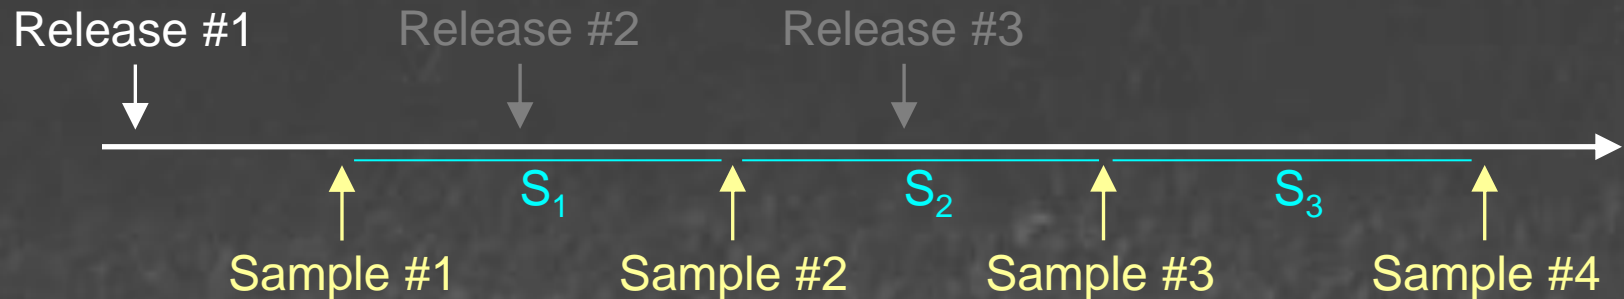 Release #1 Release #2 Release #3
S₁ S₂ S₃
Sample #1 Sample #2 Sample #3 Sample #4